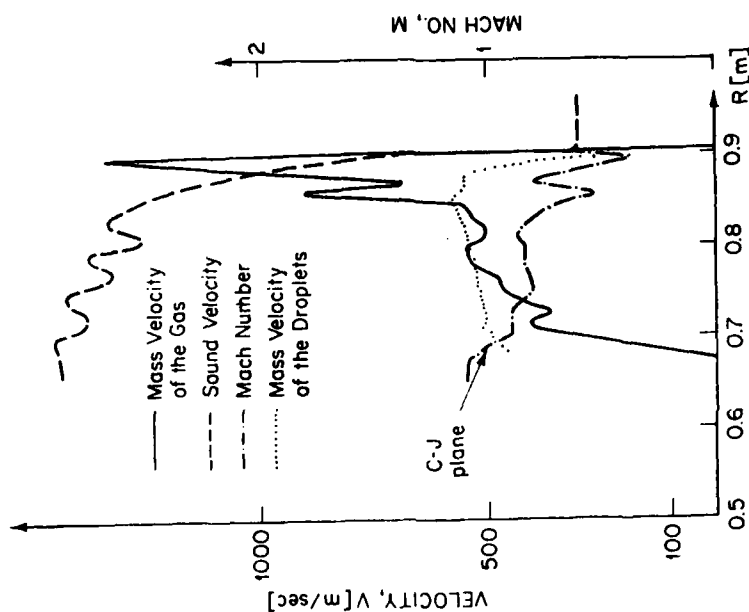 VELOCITY, V [m/sec]
1000
500
100
MACH NO., M
2
1
Mass Velocity
of the Gas
Sound Velocity
Mach Number
Mass Velocity
of the Droplets
C-J
plane
0.5
0.6
0.7
0.8
0.9
R [m]